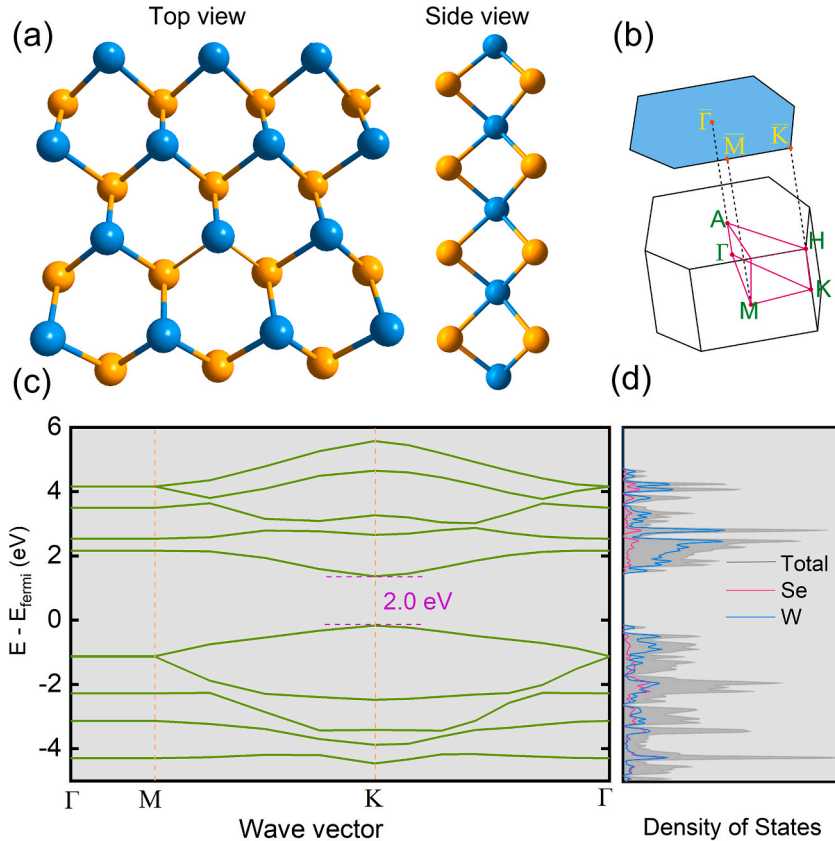 (a)
Top view
Side view
(b)
Γ̅
M̅
K̅
A
Γ
H
K
M
(c)
(d)
E - E_fermi (eV)
6
4
2
0
-2
-4
2.0 eV
Γ
M
K
Γ
Wave vector
Total
Se
W
Density of States